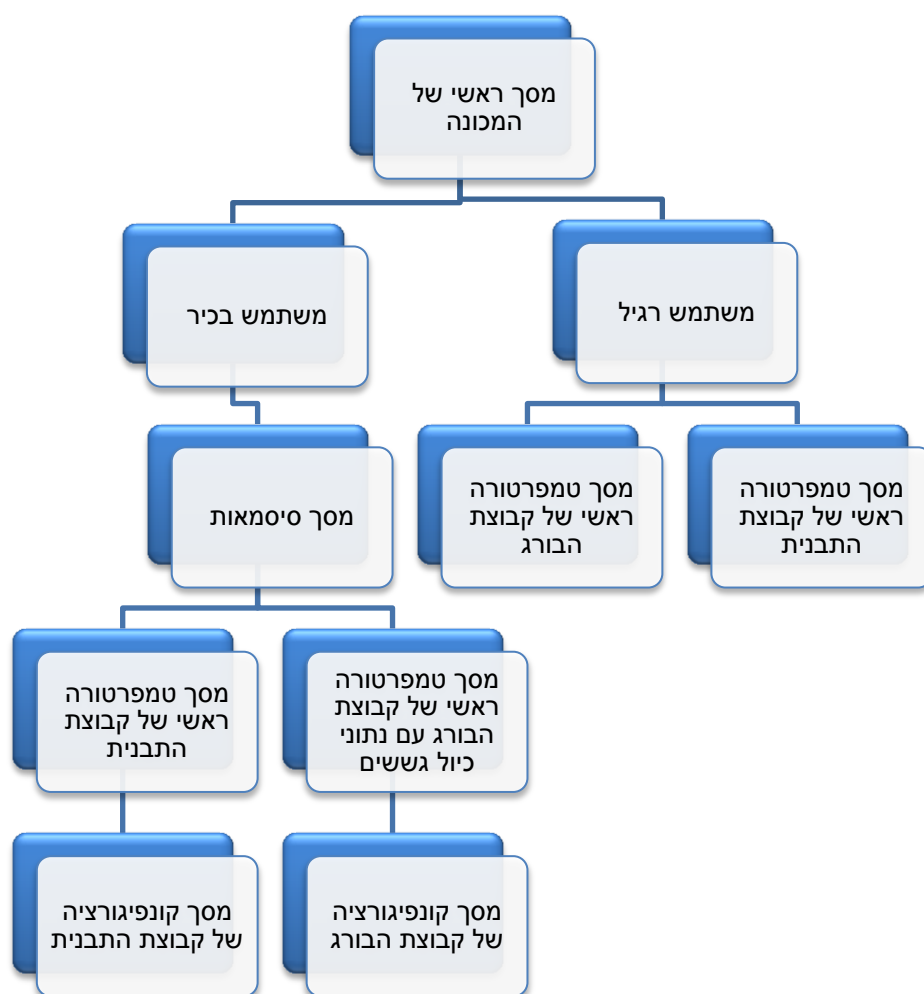 מסך ראשי של
המכונה
משתמש רגיל
משתמש בכיר
מסך טמפרטורה
ראשי של קבוצת
התבנית
מסך טמפרטורה
ראשי של קבוצת
הבורג
מסך סיסמאות
מסך טמפרטורה
ראשי של קבוצת
הבורג עם נתוני
כיול גששים
מסך טמפרטורה
ראשי של קבוצת
התבנית
מסך קונפיגורציה
של קבוצת הבורג
מסך קונפיגורציה
של קבוצת התבנית